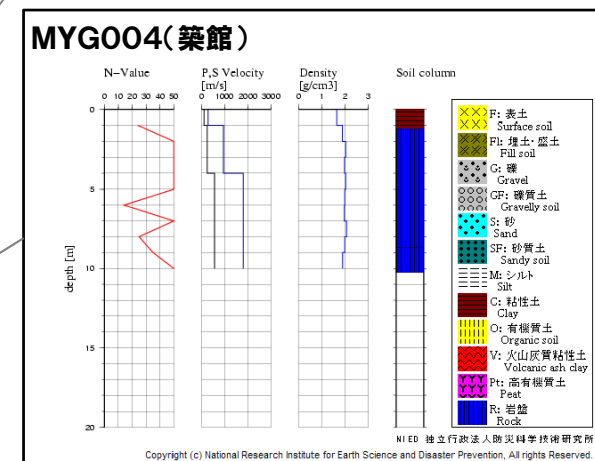 MYG004(築館)
N-Value
P,S Velocity
[m/s]
Density
[g/cm3]
Soil column
0 10 20 30 40 50
0 1000 2000 3000
0 1 2 3
0
5
10
15
20
depth [m]
F: 表土
Surface soil
Fl: 埋土・盛土
Fill soil
G: 礫
Gravel
GF: 礫質土
Gravelly soil
S: 砂
Sand
SF: 砂質土
Sandy soil
M: シルト
Silt
C: 粘性土
Clay
O: 有機質土
Organic soil
V: 火山灰質粘性土
Volcanic ash clay
Pt: 高有機質土
Peat
R: 岩盤
Rock
NIED 独立行政法人防災科学技術研究所
Copyright (c) National Research Institute for Earth Science and Disaster Prevention, All rights Reserved.